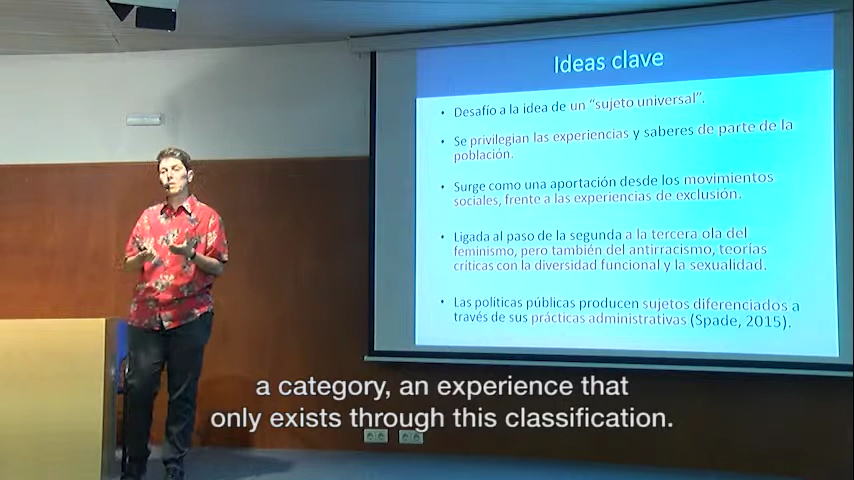 Ideas clave
• Desafío a la idea de un “sujeto universal”.
• Se privilegian las experiencias y saberes de parte de la
población.
• Surge como una aportación desde los movimientos
sociales, frente a las experiencias de exclusión.
• Ligada al paso de la segunda a la tercera ola del
feminismo, pero también del antirracismo, teorías
críticas con la diversidad funcional y la sexualidad.
• Las políticas públicas producen sujetos diferenciados a
través de sus prácticas administrativas (Spade, 2015).
a category, an experience that
only exists through this classification.